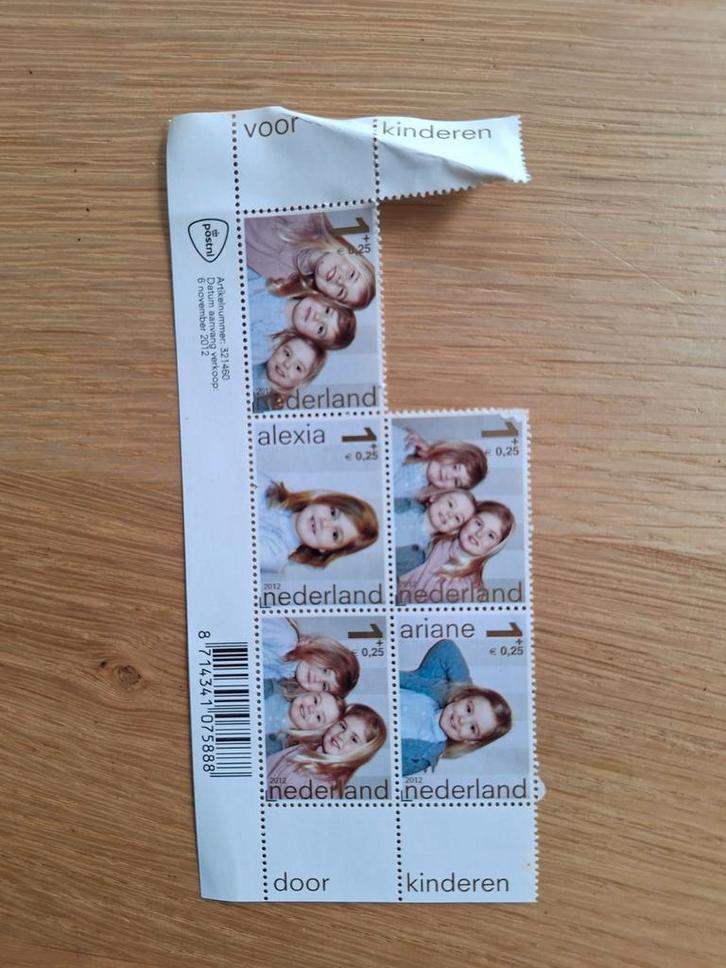 voor kinderen
postnl
Artikelnummer: 321460
Datum aanvang verkoop:
6 november 2012
1+
€ 0,25
2012
nederland
alexia
1+
€ 0,25
2012
nederland
1+
€ 0,25
2012
nederland
1+
€ 0,25
2012
nederland
ariane
1+
€ 0,25
2012
nederland
8 714341 075888
door kinderen